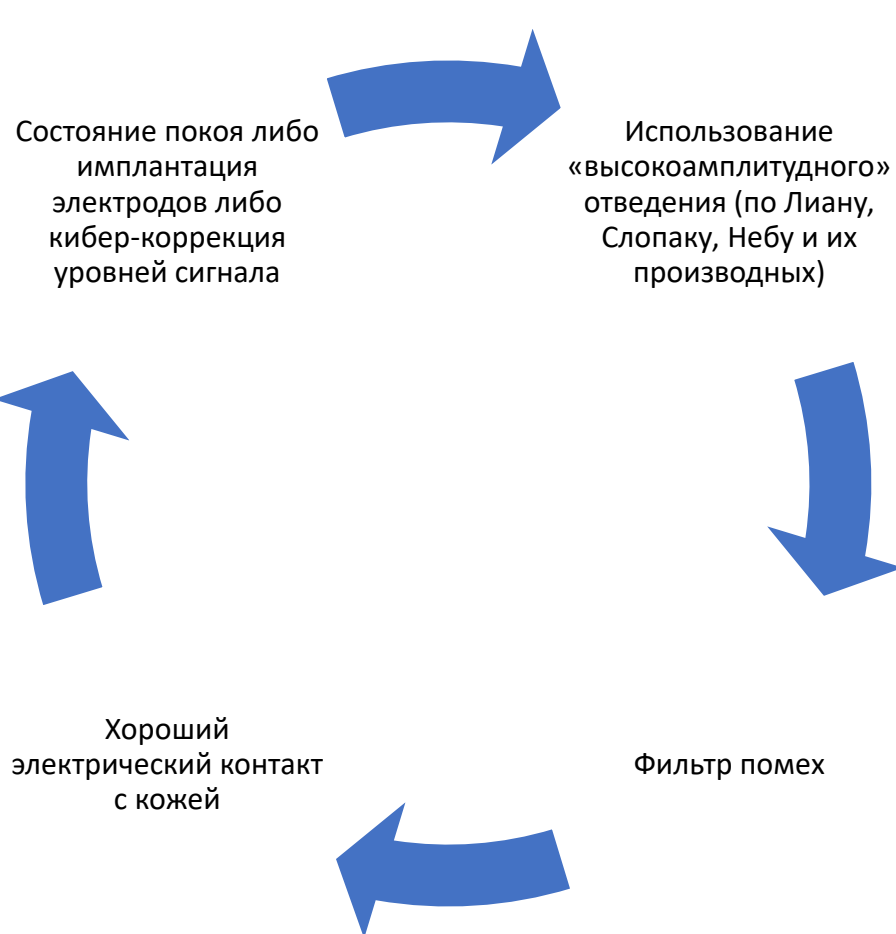 Состояние покоя либо
имплантация
электродов либо
кибер-коррекция
уровней сигнала
Использование
«высокоамплитудного»
отведения (по Лиану,
Слопаку, Небу и их
производных)
Фильтр помех
Хороший
электрический контакт
с кожей